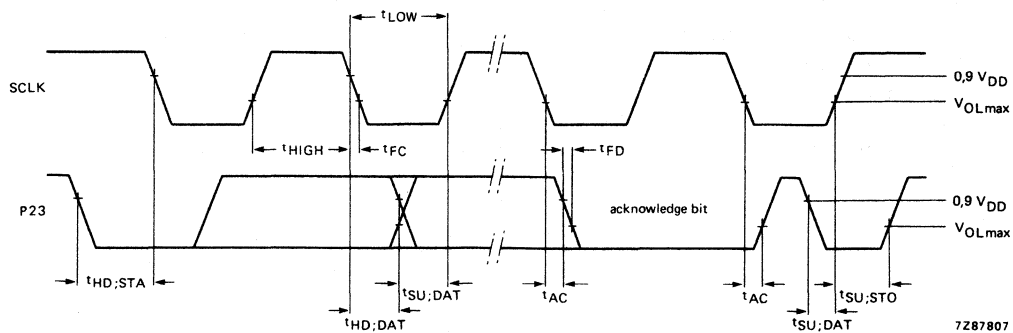 tLOW
SCLK
0,9 VDD
VOLmax
tHIGH
tFC
tFD
P23
acknowledge bit
0,9 VDD
VOLmax
tHD;STA
tSU;DAT
tAC
tAC
tSU;STO
tHD;DAT
tSU;DAT
7Z87807